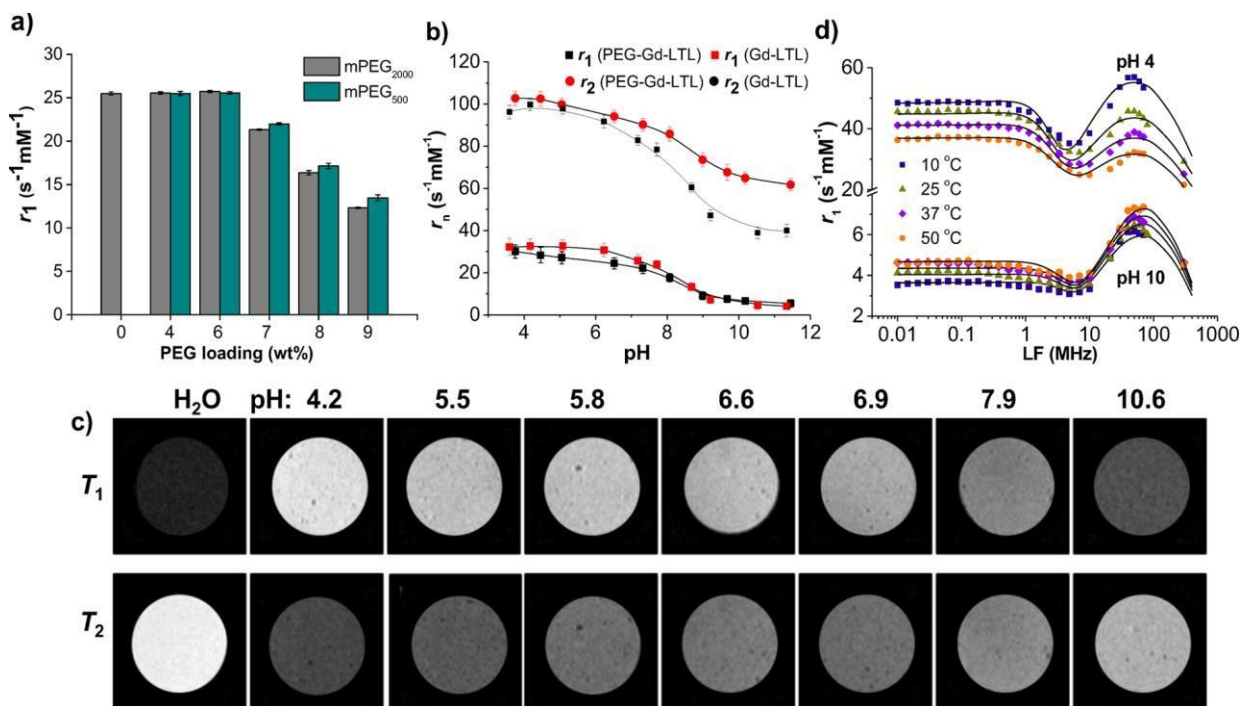 a)
r1 (s-1mM-1)
30
25
20
15
10
5
0
mPEG2000
mPEG500
0 4 6 7 8 9
PEG loading (wt%)
b)
rn (s-1mM-1)
120
100
80
60
40
20
0
r1 (PEG-Gd-LTL) r1 (Gd-LTL)
r2 (PEG-Gd-LTL) r2 (Gd-LTL)
4 6 8 10 12
pH
d)
r1 (s-1mM-1)
60
40
20
8
6
4
2
pH 4
10 °C
25 °C
37 °C
50 °C
pH 10
0.01 0.1 1 10 100 1000
LF (MHz)
c)
H2O pH: 4.2 5.5 5.8 6.6 6.9 7.9 10.6
T1
T2